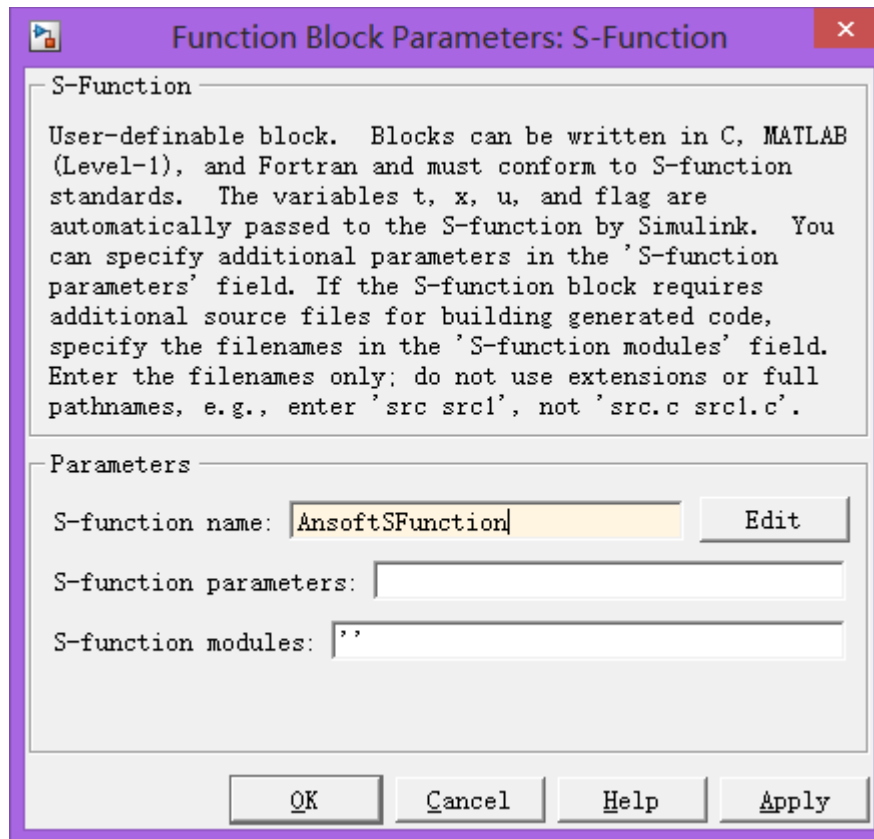 Function Block Parameters: S-Function
S-Function
User-definable block.  Blocks can be written in C, MATLAB
(Level-1), and Fortran and must conform to S-function
standards.  The variables t, x, u, and flag are
automatically passed to the S-function by Simulink.  You
can specify additional parameters in the 'S-function
parameters' field. If the S-function block requires
additional source files for building generated code,
specify the filenames in the 'S-function modules' field.
Enter the filenames only; do not use extensions or full
pathnames, e.g., enter 'src src1', not 'src.c src1.c'.
Parameters
S-function name: AnsoftSFunction Edit
S-function parameters:
S-function modules: ''
OK Cancel Help Apply